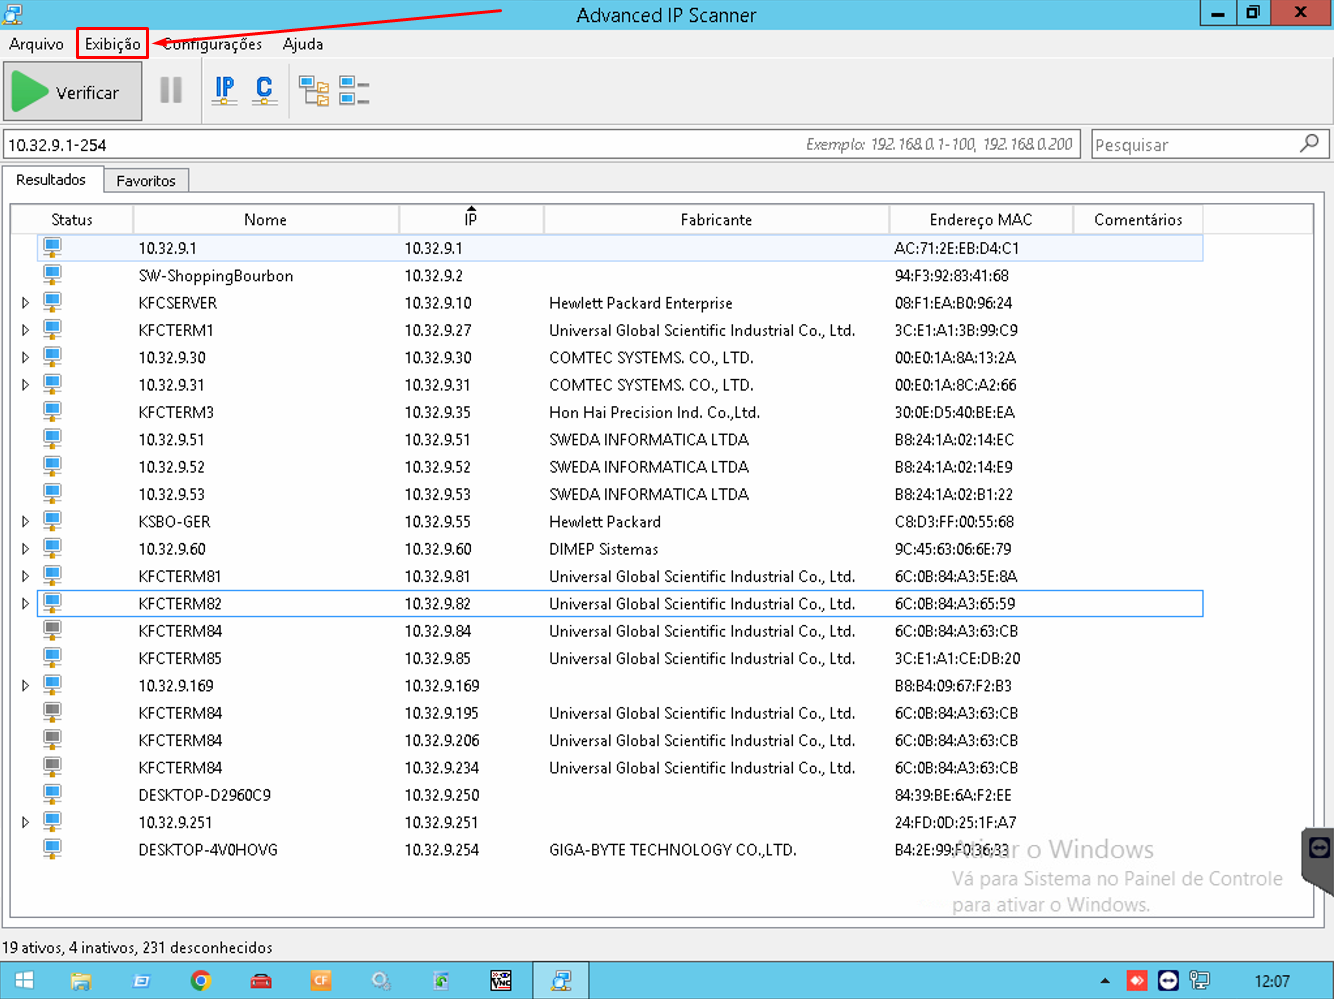 Advanced IP Scanner
Arquivo Exibição Configurações Ajuda
Verificar IP C
10.32.9.1-254 Exemplo: 192.168.0.1-100, 192.168.0.200 Pesquisar
Resultados Favoritos
Status Nome IP Fabricante Endereço MAC Comentários
10.32.9.1 10.32.9.1 AC:71:2E:EB:D4:C1
SW-ShoppingBourbon 10.32.9.2 94:F3:92:83:41:68
KFCSERVER 10.32.9.10 Hewlett Packard Enterprise 08:F1:EA:B0:96:24
KFCTERM1 10.32.9.27 Universal Global Scientific Industrial Co., Ltd. 3C:E1:A1:3B:99:C9
10.32.9.30 10.32.9.30 COMTEC SYSTEMS. CO., LTD. 00:E0:1A:8A:13:2A
10.32.9.31 10.32.9.31 COMTEC SYSTEMS. CO., LTD. 00:E0:1A:8C:A2:66
KFCTERM3 10.32.9.35 Hon Hai Precision Ind. Co.,Ltd. 30:0E:D5:40:BE:EA
10.32.9.51 10.32.9.51 SWEDA INFORMATICA LTDA B8:24:1A:02:14:EC
10.32.9.52 10.32.9.52 SWEDA INFORMATICA LTDA B8:24:1A:02:14:E9
10.32.9.53 10.32.9.53 SWEDA INFORMATICA LTDA B8:24:1A:02:B1:22
KSBO-GER 10.32.9.55 Hewlett Packard C8:D3:FF:00:55:68
10.32.9.60 10.32.9.60 DIMEP Sistemas 9C:45:63:06:6E:79
KFCTERM81 10.32.9.81 Universal Global Scientific Industrial Co., Ltd. 6C:0B:84:A3:5E:8A
KFCTERM82 10.32.9.82 Universal Global Scientific Industrial Co., Ltd. 6C:0B:84:A3:65:59
KFCTERM84 10.32.9.84 Universal Global Scientific Industrial Co., Ltd. 6C:0B:84:A3:63:CB
KFCTERM85 10.32.9.85 Universal Global Scientific Industrial Co., Ltd. 3C:E1:A1:CE:DB:20
10.32.9.169 10.32.9.169 B8:B4:09:67:F2:B3
KFCTERM84 10.32.9.195 Universal Global Scientific Industrial Co., Ltd. 6C:0B:84:A3:63:CB
KFCTERM84 10.32.9.206 Universal Global Scientific Industrial Co., Ltd. 6C:0B:84:A3:63:CB
KFCTERM84 10.32.9.234 Universal Global Scientific Industrial Co., Ltd. 6C:0B:84:A3:63:CB
DESKTOP-D2960C9 10.32.9.250 84:39:BE:6A:F2:EE
10.32.9.251 10.32.9.251 24:FD:0D:25:1F:A7
DESKTOP-4V0HOVG 10.32.9.254 GIGA-BYTE TECHNOLOGY CO.,LTD. B4:2E:99:F0:36:33
Ativar o Windows
Vá para Sistema no Painel de Controle
para ativar o Windows.
19 ativos, 4 inativos, 231 desconhecidos
CF VNC 12:07